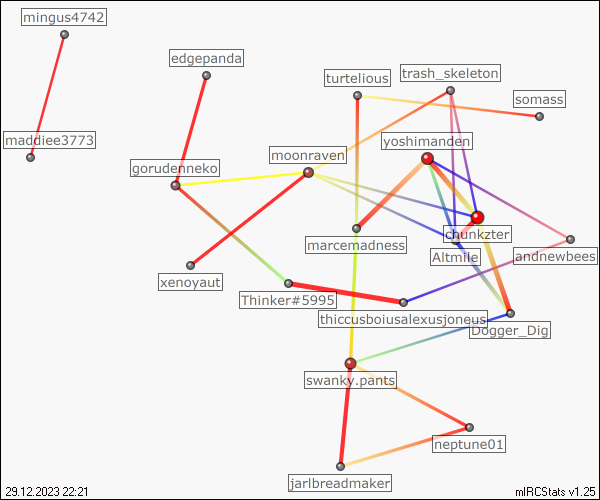 mingus4742
edgepanda
trash_skeleton
turtelious
somass
maddiee3773
yoshimanden
moonraven
gorudenneko
chunkzter
marcemadness
Altmile
andnewbees
xenoyaut
Thinker#5995
thiccusboiusalexusjoneus
Dogger_Dig
swanky.pants
neptune01
jarlbreadmaker
29.12.2023 22:21
mIRCStats v1.25